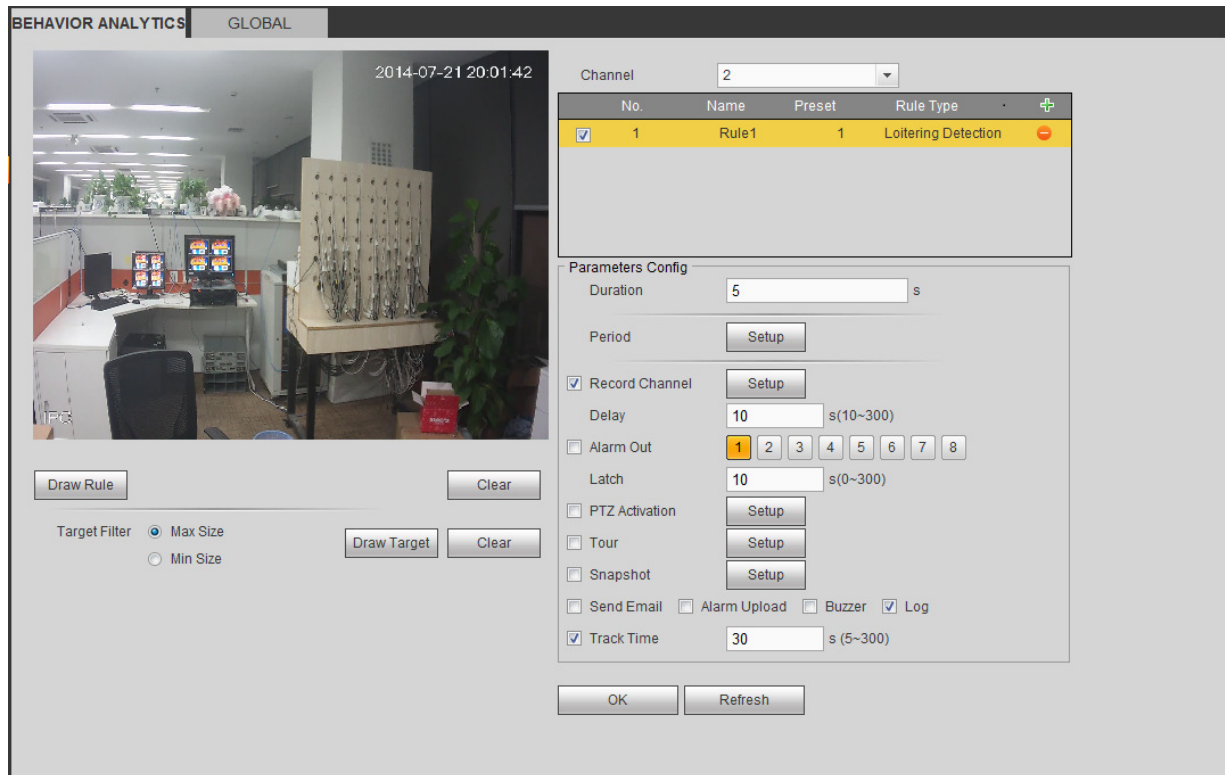 BEHAVIOR ANALYTICS GLOBAL
2014-07-21 20:01:42
IPC
Draw Rule Clear
Target Filter Max Size
Min Size
Draw Target Clear
Channel 2
No. Name Preset Rule Type
1 Rule1 1 Loitering Detection
Parameters Config
Duration 5 s
Period Setup
Record Channel Setup
Delay 10 s(10~300)
Alarm Out 1 2 3 4 5 6 7 8
Latch 10 s(0~300)
PTZ Activation Setup
Tour Setup
Snapshot Setup
Send Email Alarm Upload Buzzer Log
Track Time 30 s (5~300)
OK Refresh